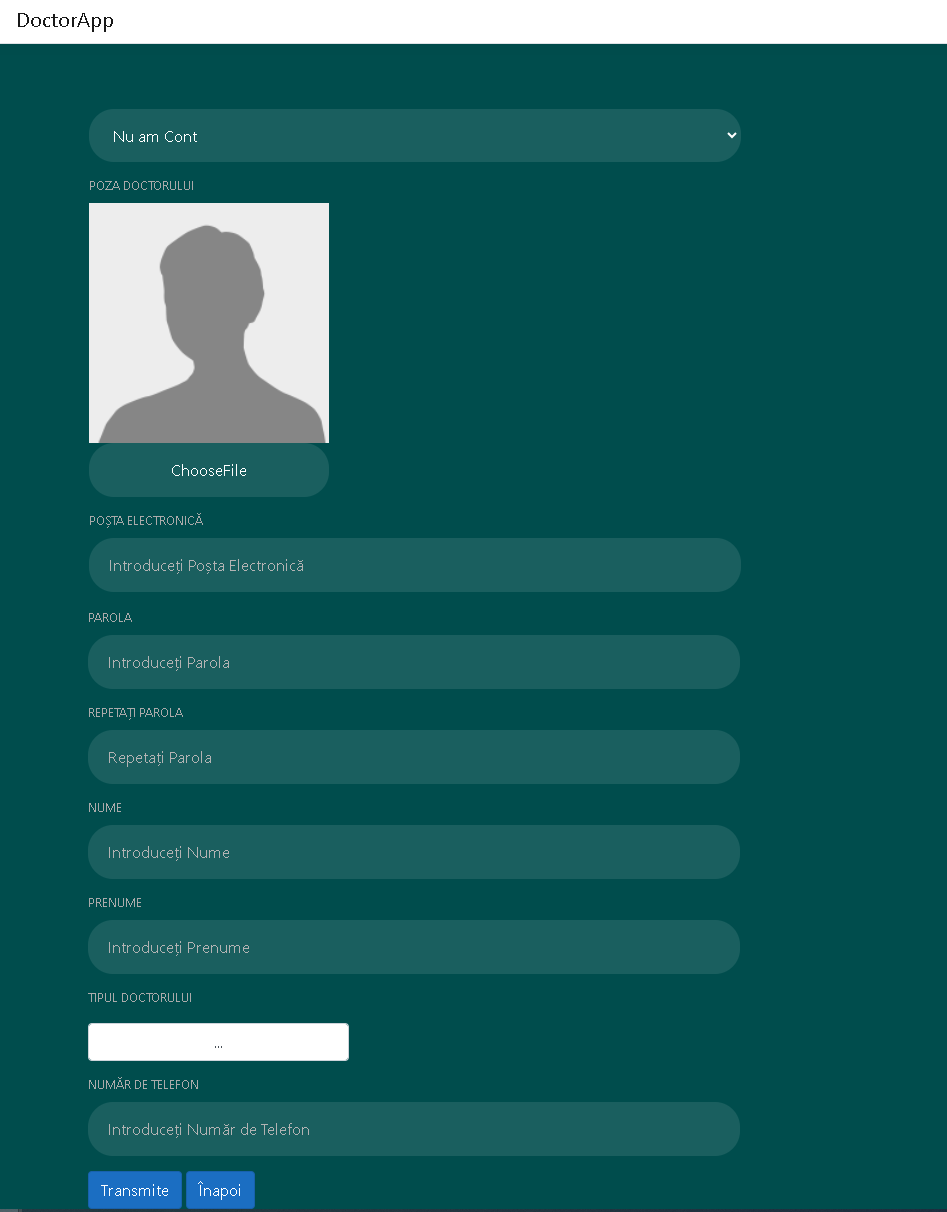 DoctorApp
Nu am Cont
POZA DOCTORULUI
ChooseFile
POȘTA ELECTRONICĂ
Introduceți Poșta Electronică
PAROLA
Introduceți Parola
REPETAȚI PAROLA
Repetați Parola
NUME
Introduceți Nume
PRENUME
Introduceți Prenume
TIPUL DOCTORULUI
...
NUMĂR DE TELEFON
Introduceți Număr de Telefon
Transmite Înapoi